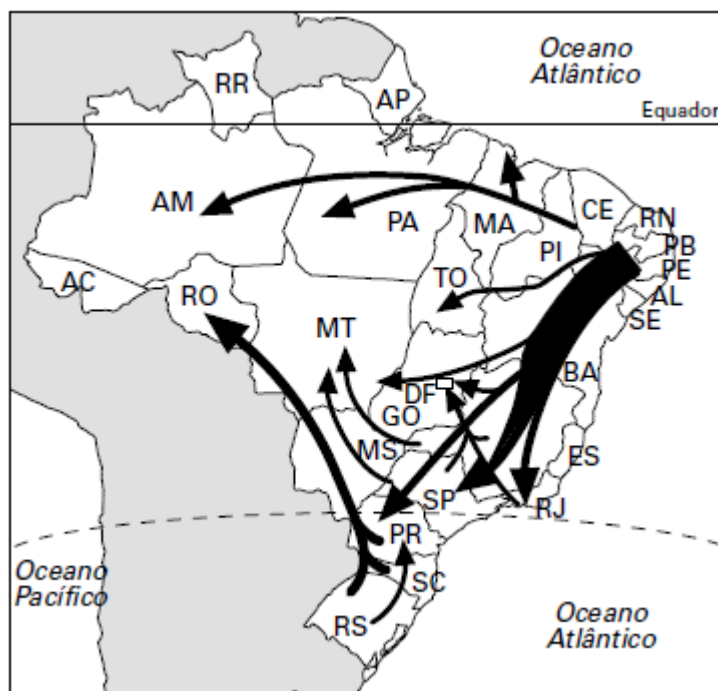 Oceano
Atlântico
RR
AP
Equador
AM
PA
MA
CE
RN
PB
PI
PE
AC
TO
AL
RO
SE
MT
BA
DF
GO
MS
ES
SP
RJ
PR
Oceano
Pacífico
SC
RS
Oceano
Atlântico